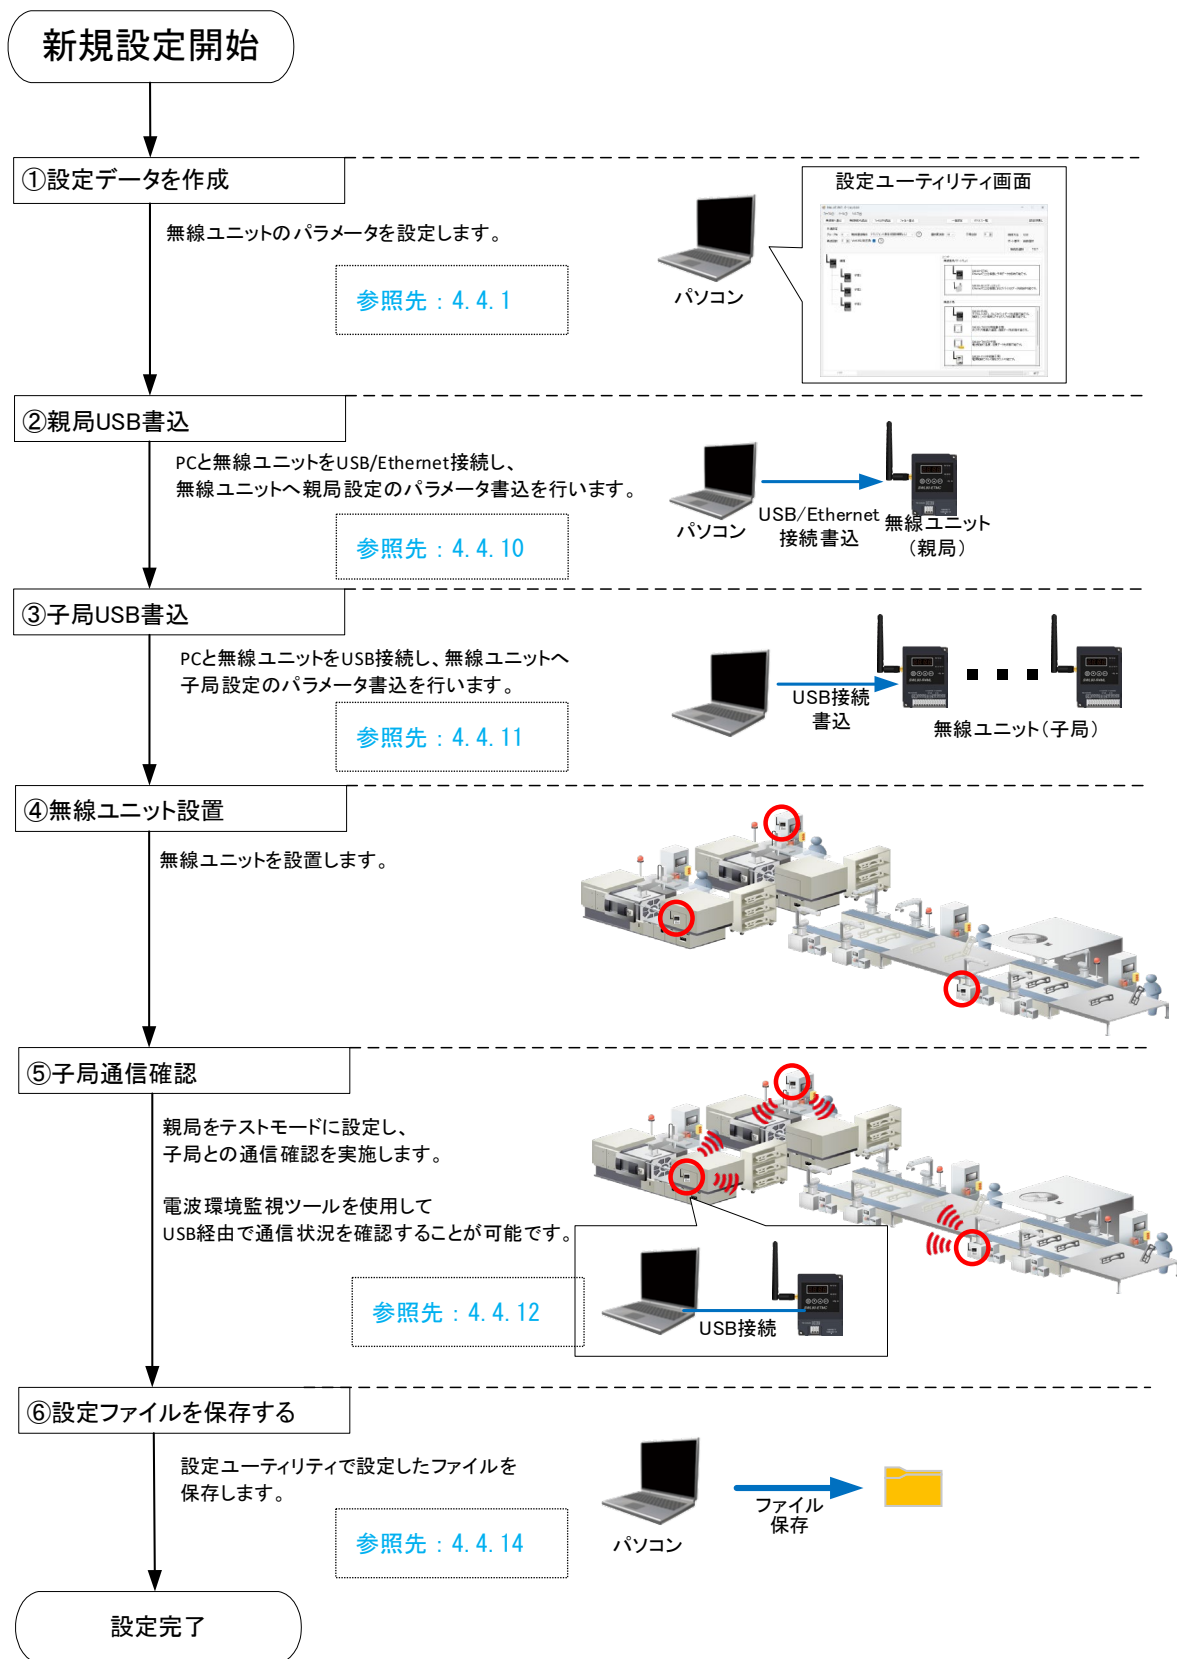 新規設定開始
①設定データを作成
無線ユニットのパラメータを設定します。
参照先：4.4.1
パソコン
設定ユーティリティ画面
②親局USB書込
PCと無線ユニットをUSB/Ethernet接続し、
無線ユニットへ親局設定のパラメータ書込を行います。
参照先：4.4.10
パソコン
USB/Ethernet
接続書込
無線ユニット
（親局）
③子局USB書込
PCと無線ユニットをUSB接続し、無線ユニットへ
子局設定のパラメータ書込を行います。
参照先：4.4.11
USB接続
書込
無線ユニット（子局）
④無線ユニット設置
無線ユニットを設置します。
⑤子局通信確認
親局をテストモードに設定し、
子局との通信確認を実施します。
電波環境監視ツールを使用して
USB経由で通信状況を確認することが可能です。
参照先：4.4.12
USB接続
⑥設定ファイルを保存する
設定ユーティリティで設定したファイルを
保存します。
参照先：4.4.14
パソコン
ファイル
保存
設定完了